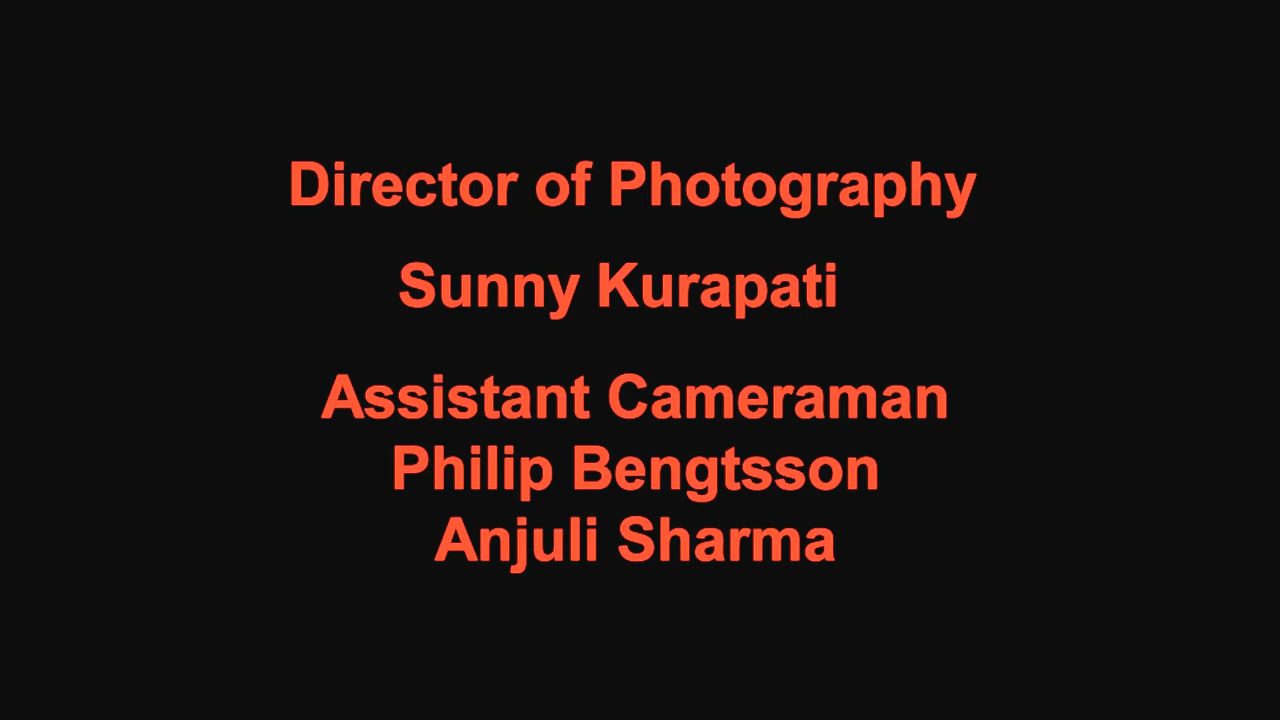 Director of Photography
Sunny Kurapati
Assistant Cameraman
Philip Bengtsson
Anjuli Sharma